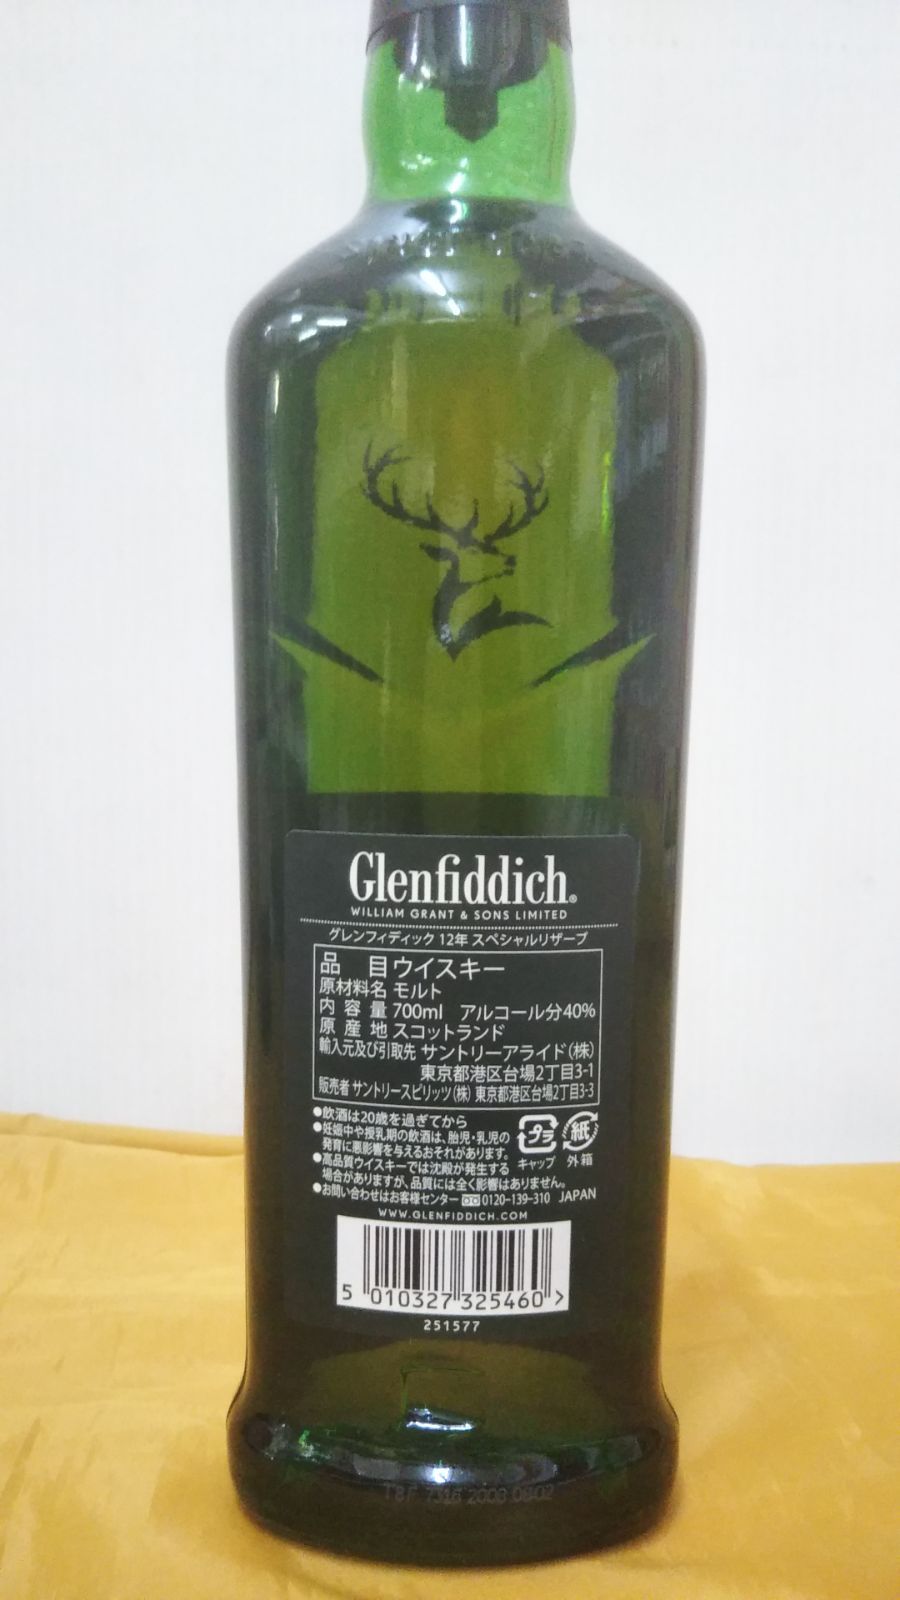 Glenfiddich®
WILLIAM GRANT & SONS LIMITED
グレンフィディック 12年 スペシャルリザーブ
品 目 ウイスキー
原材料名 モルト
内 容 量 700ml アルコール分40%
原 産 地 スコットランド
輸入元及び引取先 サントリーアライド(株)
東京都港区台場2丁目3-1
販売者 サントリースピリッツ(株) 東京都港区台場2丁目3-3
●飲酒は20歳を過ぎてから
●妊娠中や授乳期の飲酒は、胎児・乳児の
発育に悪影響を与えるおそれがあります。
プラ 紙
キャップ 外箱
●高品質ウイスキーでは沈殿が発生する
場合がありますが、品質には全く影響はありません。
●お問い合わせはお客様センター 0120-139-310 JAPAN
WWW.GLENFIDDICH.COM
5 010327 325460 >
251577